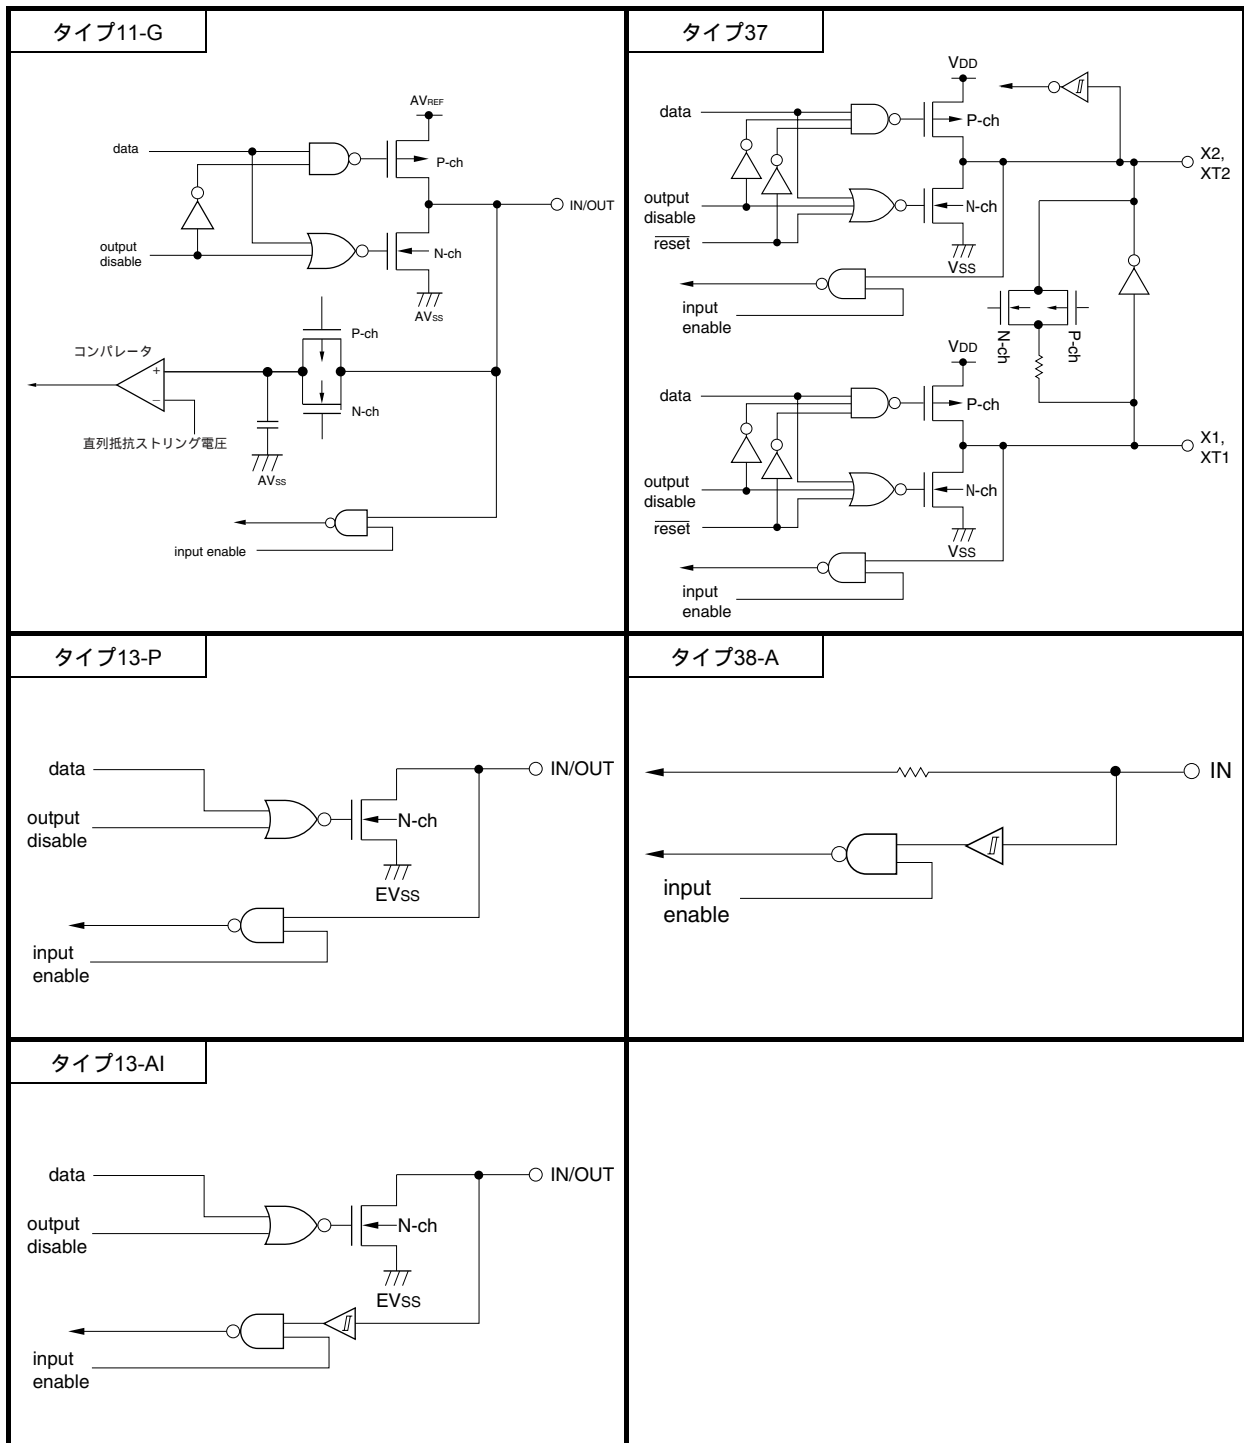 タイプ11-G
AVREF
data
P-ch
IN/OUT
output
disable
N-ch
AVSS
P-ch
コンパレータ
+
−
N-ch
直列抵抗ストリング電圧
AVSS
input enable
タイプ37
VDD
data
P-ch
X2,
XT2
output
disable
N-ch
reset
VSS
input
enable
N-ch
P-ch
VDD
data
P-ch
X1,
XT1
output
disable
N-ch
reset
VSS
input
enable
タイプ13-P
data
IN/OUT
output
disable
N-ch
EVSS
input
enable
タイプ38-A
IN
input
enable
タイプ13-AI
data
IN/OUT
output
disable
N-ch
EVSS
input
enable